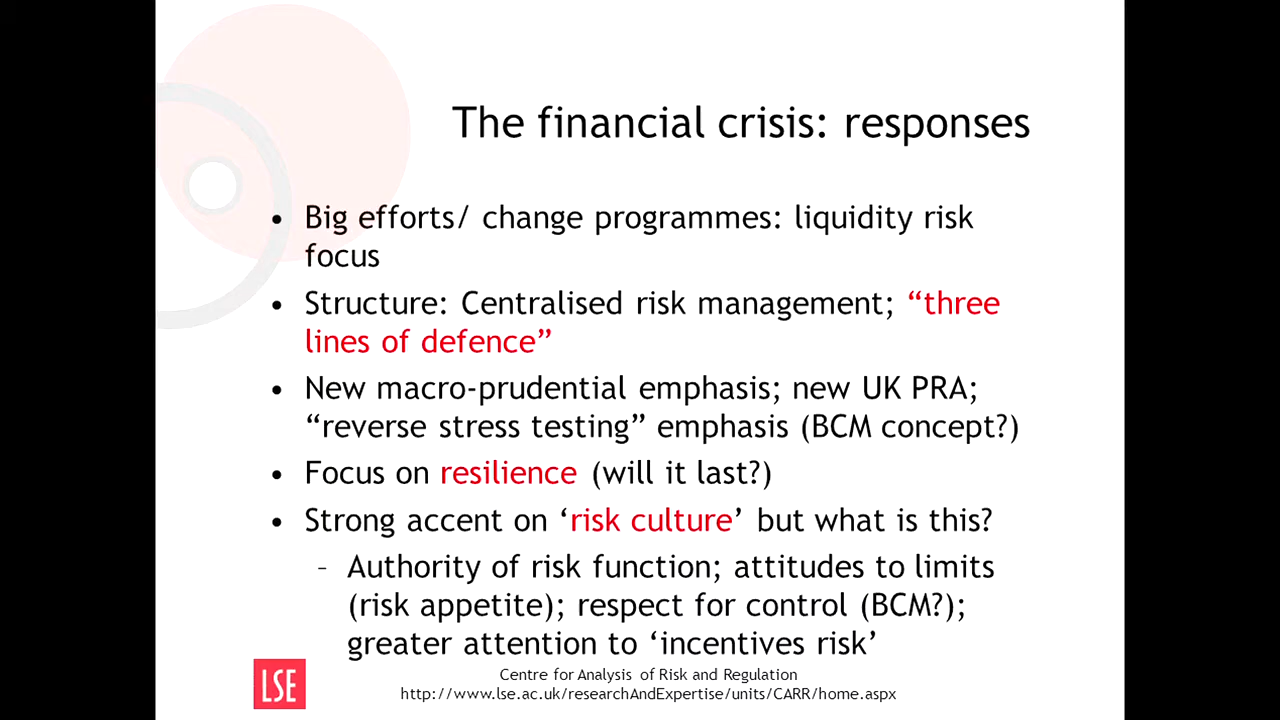 The financial crisis: responses
• Big efforts/ change programmes: liquidity risk
focus
• Structure: Centralised risk management; “three
lines of defence”
• New macro-prudential emphasis; new UK PRA;
“reverse stress testing” emphasis (BCM concept?)
• Focus on resilience (will it last?)
• Strong accent on ‘risk culture’ but what is this?
– Authority of risk function; attitudes to limits
(risk appetite); respect for control (BCM?);
greater attention to ‘incentives risk’
LSE
Centre for Analysis of Risk and Regulation
http://www.lse.ac.uk/researchAndExpertise/units/CARR/home.aspx